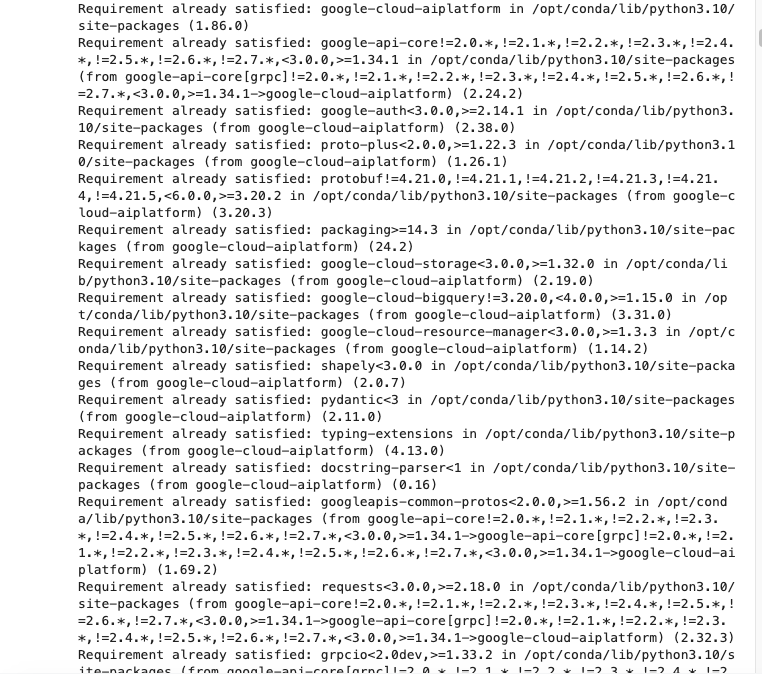 Requirement already satisfied: google-cloud-aiplatform in /opt/conda/lib/python3.10/
site-packages (1.86.0)
Requirement already satisfied: google-api-core!=2.0.*,!=2.1.*,!=2.2.*,!=2.3.*,!=2.4.
*,!=2.5.*,!=2.6.*,!=2.7.*,<3.0.0,>=1.34.1 in /opt/conda/lib/python3.10/site-packages
(from google-api-core[grpc]!=2.0.*,!=2.1.*,!=2.2.*,!=2.3.*,!=2.4.*,!=2.5.*,!=2.6.*,!
=2.7.*,<3.0.0,>=1.34.1->google-cloud-aiplatform) (2.24.2)
Requirement already satisfied: google-auth<3.0.0,>=2.14.1 in /opt/conda/lib/python3.
10/site-packages (from google-cloud-aiplatform) (2.38.0)
Requirement already satisfied: proto-plus<2.0.0,>=1.22.3 in /opt/conda/lib/python3.1
0/site-packages (from google-cloud-aiplatform) (1.26.1)
Requirement already satisfied: protobuf!=4.21.0,!=4.21.1,!=4.21.2,!=4.21.3,!=4.21.
4,!=4.21.5,<6.0.0,>=3.20.2 in /opt/conda/lib/python3.10/site-packages (from google-c
loud-aiplatform) (3.20.3)
Requirement already satisfied: packaging>=14.3 in /opt/conda/lib/python3.10/site-pac
kages (from google-cloud-aiplatform) (24.2)
Requirement already satisfied: google-cloud-storage<3.0.0,>=1.32.0 in /opt/conda/li
b/python3.10/site-packages (from google-cloud-aiplatform) (2.19.0)
Requirement already satisfied: google-cloud-bigquery!=3.20.0,<4.0.0,>=1.15.0 in /op
t/conda/lib/python3.10/site-packages (from google-cloud-aiplatform) (3.31.0)
Requirement already satisfied: google-cloud-resource-manager<3.0.0,>=1.3.3 in /opt/c
onda/lib/python3.10/site-packages (from google-cloud-aiplatform) (1.14.2)
Requirement already satisfied: shapely<3.0.0 in /opt/conda/lib/python3.10/site-packa
ges (from google-cloud-aiplatform) (2.0.7)
Requirement already satisfied: pydantic<3 in /opt/conda/lib/python3.10/site-packages
(from google-cloud-aiplatform) (2.11.0)
Requirement already satisfied: typing-extensions in /opt/conda/lib/python3.10/site-p
ackages (from google-cloud-aiplatform) (4.13.0)
Requirement already satisfied: docstring-parser<1 in /opt/conda/lib/python3.10/site-
packages (from google-cloud-aiplatform) (0.16)
Requirement already satisfied: googleapis-common-protos<2.0.0,>=1.56.2 in /opt/cond
a/lib/python3.10/site-packages (from google-api-core!=2.0.*,!=2.1.*,!=2.2.*,!=2.3.
*,!=2.4.*,!=2.5.*,!=2.6.*,!=2.7.*,<3.0.0,>=1.34.1->google-api-core[grpc]!=2.0.*,!=2.
1.*,!=2.2.*,!=2.3.*,!=2.4.*,!=2.5.*,!=2.6.*,!=2.7.*,<3.0.0,>=1.34.1->google-cloud-ai
platform) (1.69.2)
Requirement already satisfied: requests<3.0.0,>=2.18.0 in /opt/conda/lib/python3.10/
site-packages (from google-api-core!=2.0.*,!=2.1.*,!=2.2.*,!=2.3.*,!=2.4.*,!=2.5.*,!
=2.6.*,!=2.7.*,<3.0.0,>=1.34.1->google-api-core[grpc]!=2.0.*,!=2.1.*,!=2.2.*,!=2.3.
*,!=2.4.*,!=2.5.*,!=2.6.*,!=2.7.*,<3.0.0,>=1.34.1->google-cloud-aiplatform) (2.32.3)
Requirement already satisfied: grpcio<2.0dev,>=1.33.2 in /opt/conda/lib/python3.10/s
ite-packages (from google-api-core[grpc]!=2.0.*,!=2.1.*,!=2.2.*,!=2.3.*,!=2.4.*,!=2